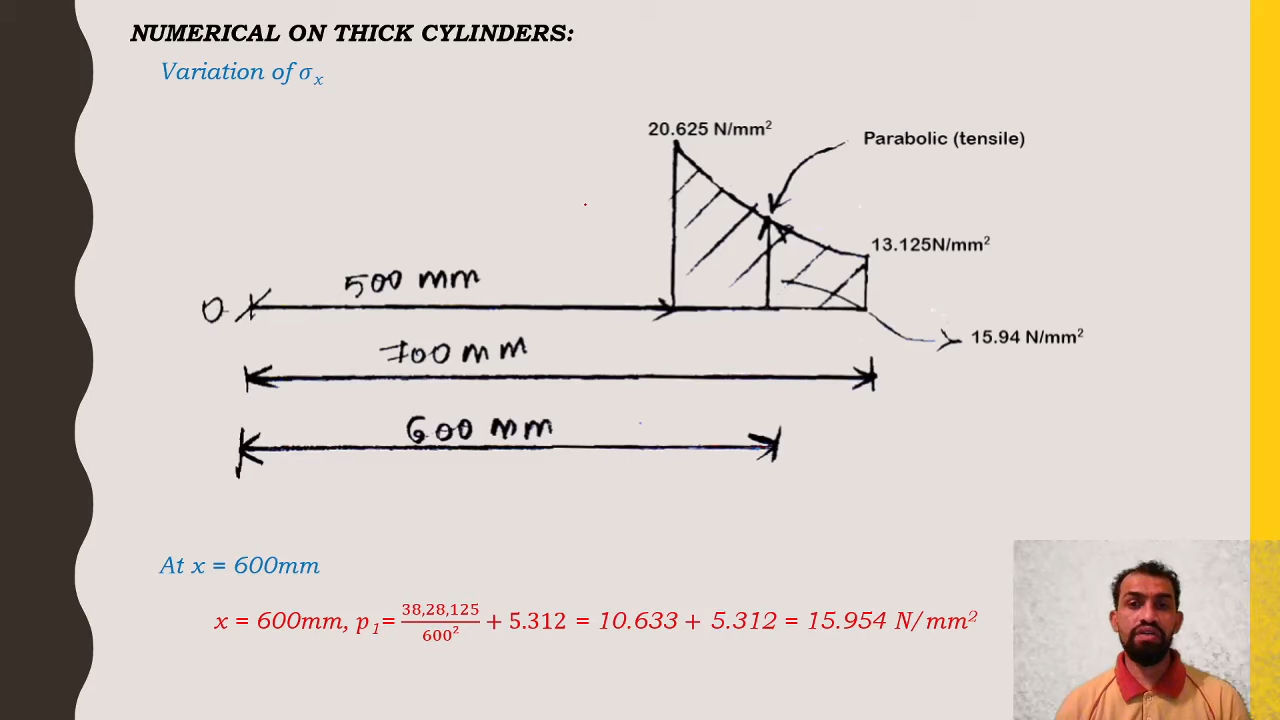 NUMERICAL ON THICK CYLINDERS:
Variation of σₓ
20.625 N/mm²
Parabolic (tensile)
13.125N/mm²
500 mm
O
15.94 N/mm²
700 mm
600 mm
At x = 600mm
x = 600mm, p₁= 38,28,125/600² + 5.312 = 10.633 + 5.312 = 15.954 N/mm²